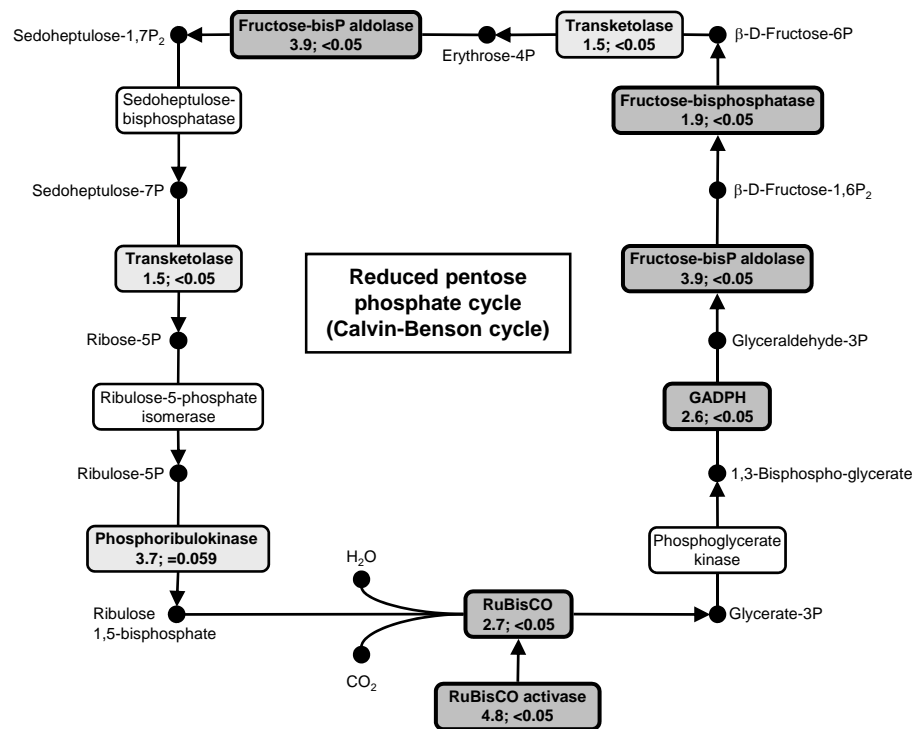 Sedoheptulose-1,7P₂
Fructose-bisP aldolase
3.9; <0.05
Erythrose-4P
Transketolase
1.5; <0.05
β-D-Fructose-6P
Sedoheptulose-
bisphosphatase
Fructose-bisphosphatase
1.9; <0.05
Sedoheptulose-7P
β-D-Fructose-1,6P₂
Transketolase
1.5; <0.05
Reduced pentose
phosphate cycle
(Calvin-Benson cycle)
Fructose-bisP aldolase
3.9; <0.05
Ribose-5P
Glyceraldehyde-3P
Ribulose-5-phosphate
isomerase
GADPH
2.6; <0.05
Ribulose-5P
1,3-Bisphospho-glycerate
Phosphoribulokinase
3.7; =0.059
Phosphoglycerate
kinase
H₂O
Ribulose
1,5-bisphosphate
RuBisCO
2.7; <0.05
Glycerate-3P
CO₂
RuBisCO activase
4.8; <0.05